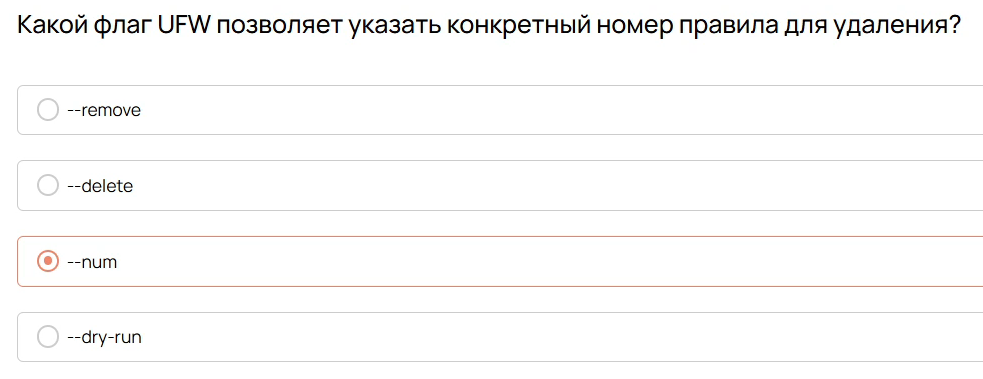 Какой флаг UFW позволяет указать конкретный номер правила для удаления?
--remove
--delete
--num
--dry-run